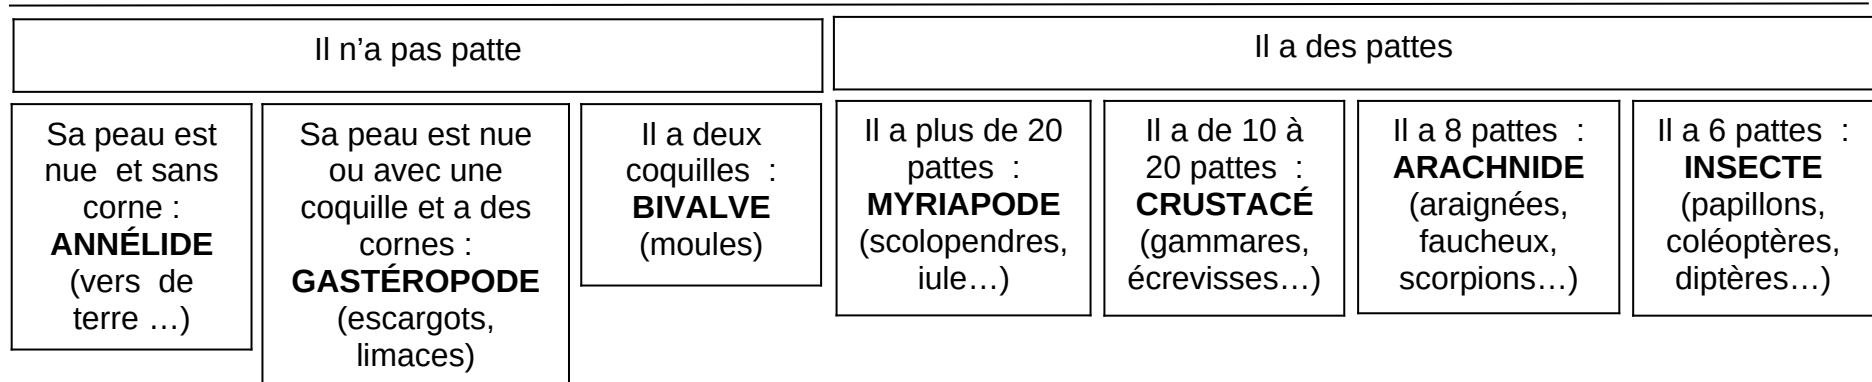 Il n’a pas patte
Il a des pattes
Sa peau est
nue et sans
corne :
ANNÉLIDE
(vers de
terre …)
Sa peau est nue
ou avec une
coquille et a des
cornes :
GASTÉROPODE
(escargots,
limaces)
Il a deux
coquilles :
BIVALVE
(moules)
Il a plus de 20
pattes :
MYRIAPODE
(scolopendres,
iule…)
Il a de 10 à
20 pattes :
CRUSTACÉ
(gammares,
écrevisses…)
Il a 8 pattes :
ARACHNIDE
(araignées,
faucheux,
scorpions…)
Il a 6 pattes :
INSECTE
(papillons,
coléoptères,
diptères…)